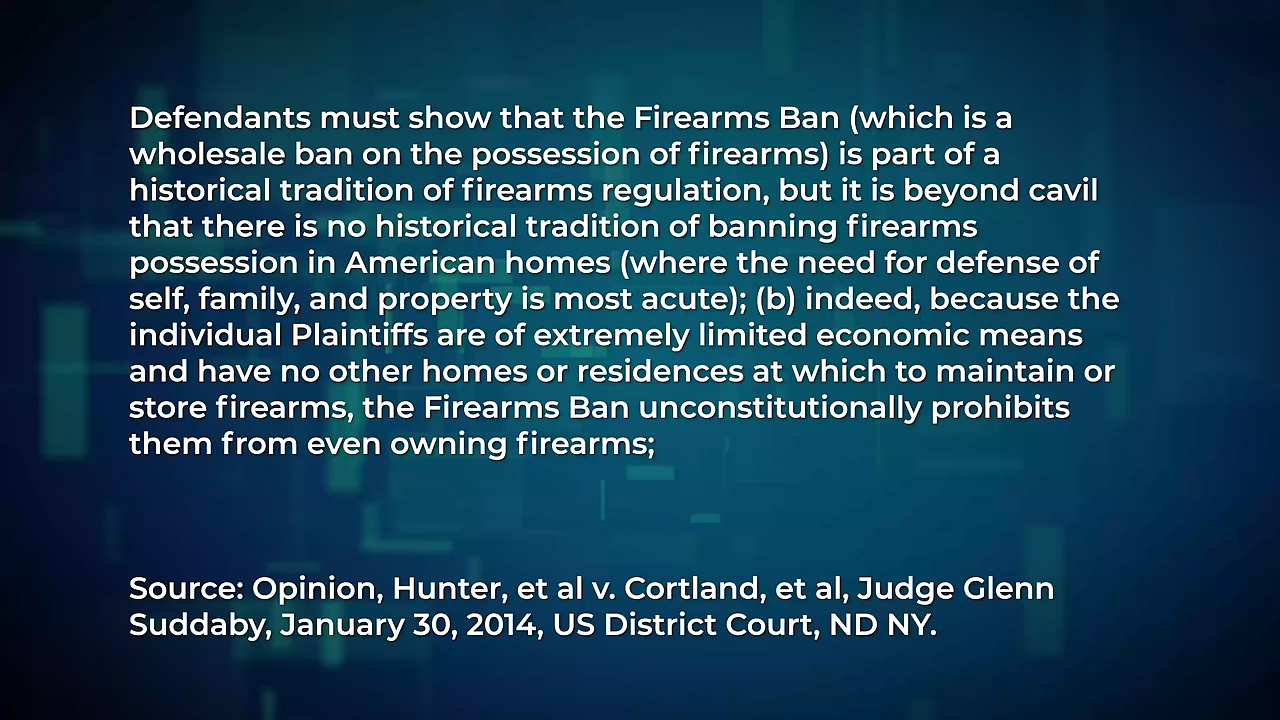 Defendants must show that the Firearms Ban (which is a
wholesale ban on the possession of firearms) is part of a
historical tradition of firearms regulation, but it is beyond cavil
that there is no historical tradition of banning firearms
possession in American homes (where the need for defense of
self, family, and property is most acute); (b) indeed, because the
individual Plaintiffs are of extremely limited economic means
and have no other homes or residences at which to maintain or
store firearms, the Firearms Ban unconstitutionally prohibits
them from even owning firearms;
Source: Opinion, Hunter, et al v. Cortland, et al, Judge Glenn
Suddaby, January 30, 2014, US District Court, ND NY.